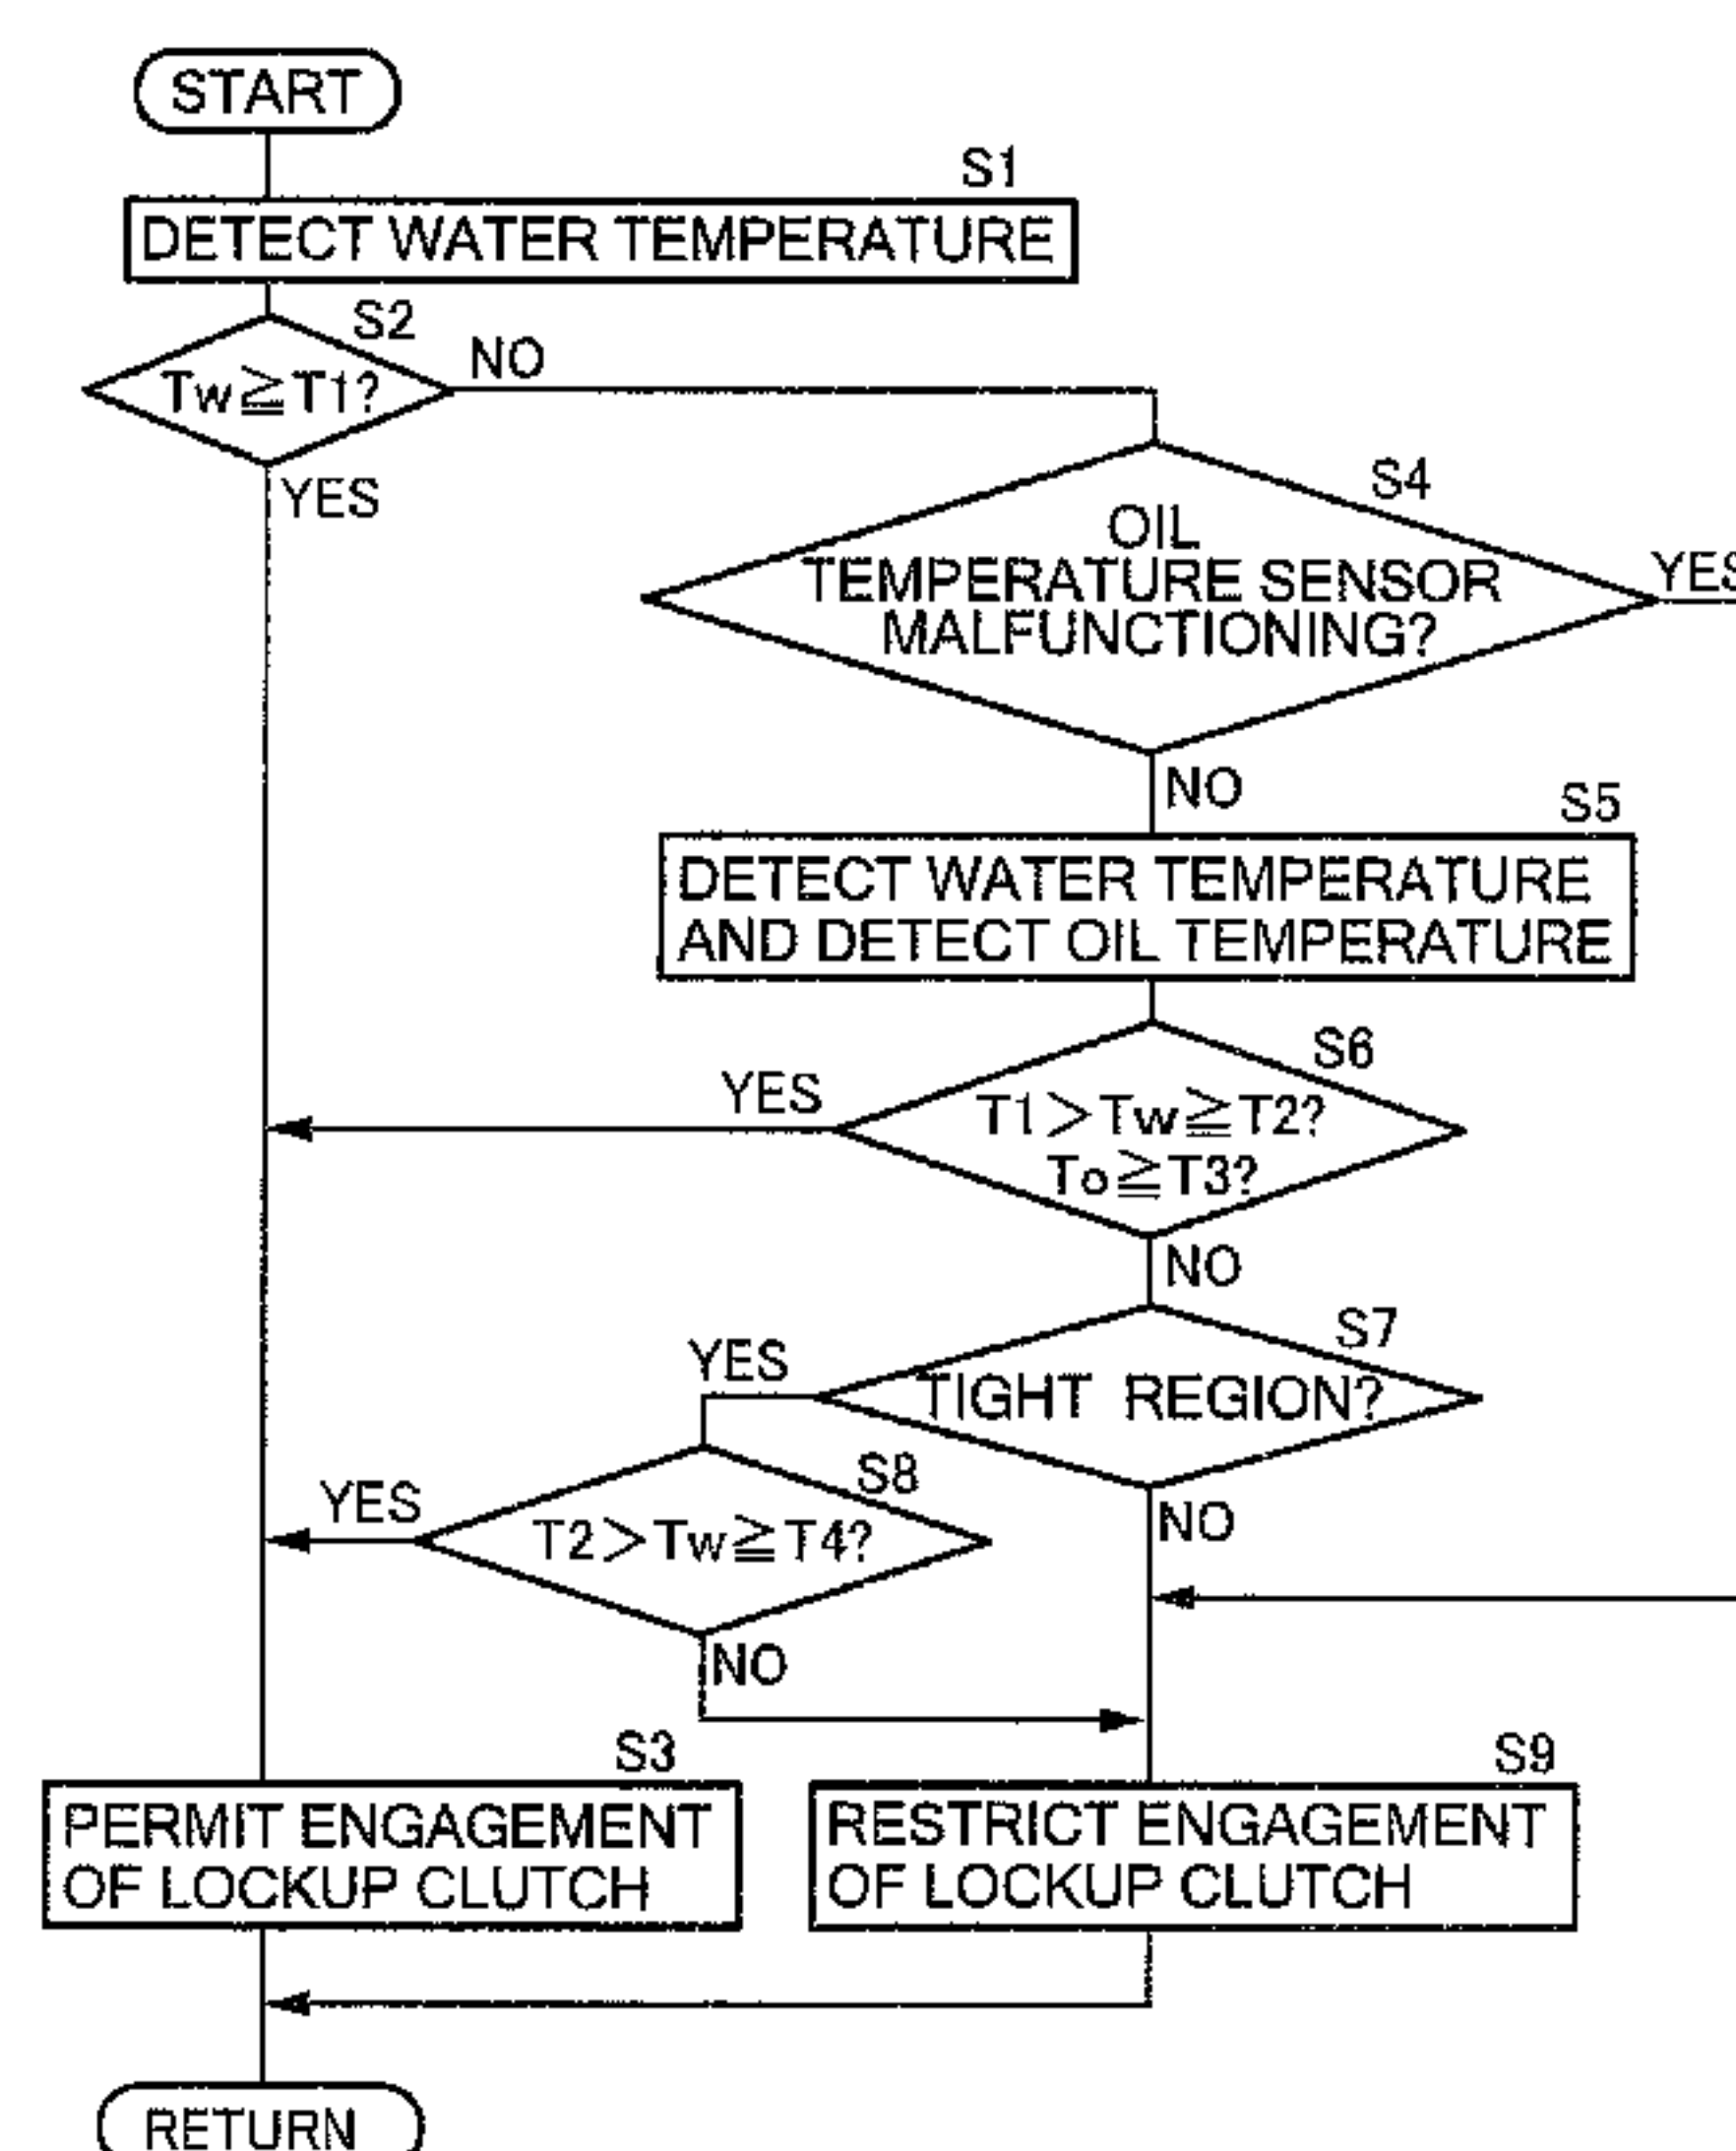 START
S1
DETECT WATER TEMPERATURE
S2
Tw≧T1?
NO
YES
S4
OIL
TEMPERATURE SENSOR
MALFUNCTIONING?
YES
NO
S5
DETECT WATER TEMPERATURE
AND DETECT OIL TEMPERATURE
S6
YES
T1>Tw≧T2?
To≧T3?
NO
S7
YES
TIGHT REGION?
S8
YES
T2>Tw≧T4?
NO
NO
S3
PERMIT ENGAGEMENT
OF LOCKUP CLUTCH
S9
RESTRICT ENGAGEMENT
OF LOCKUP CLUTCH
RETURN